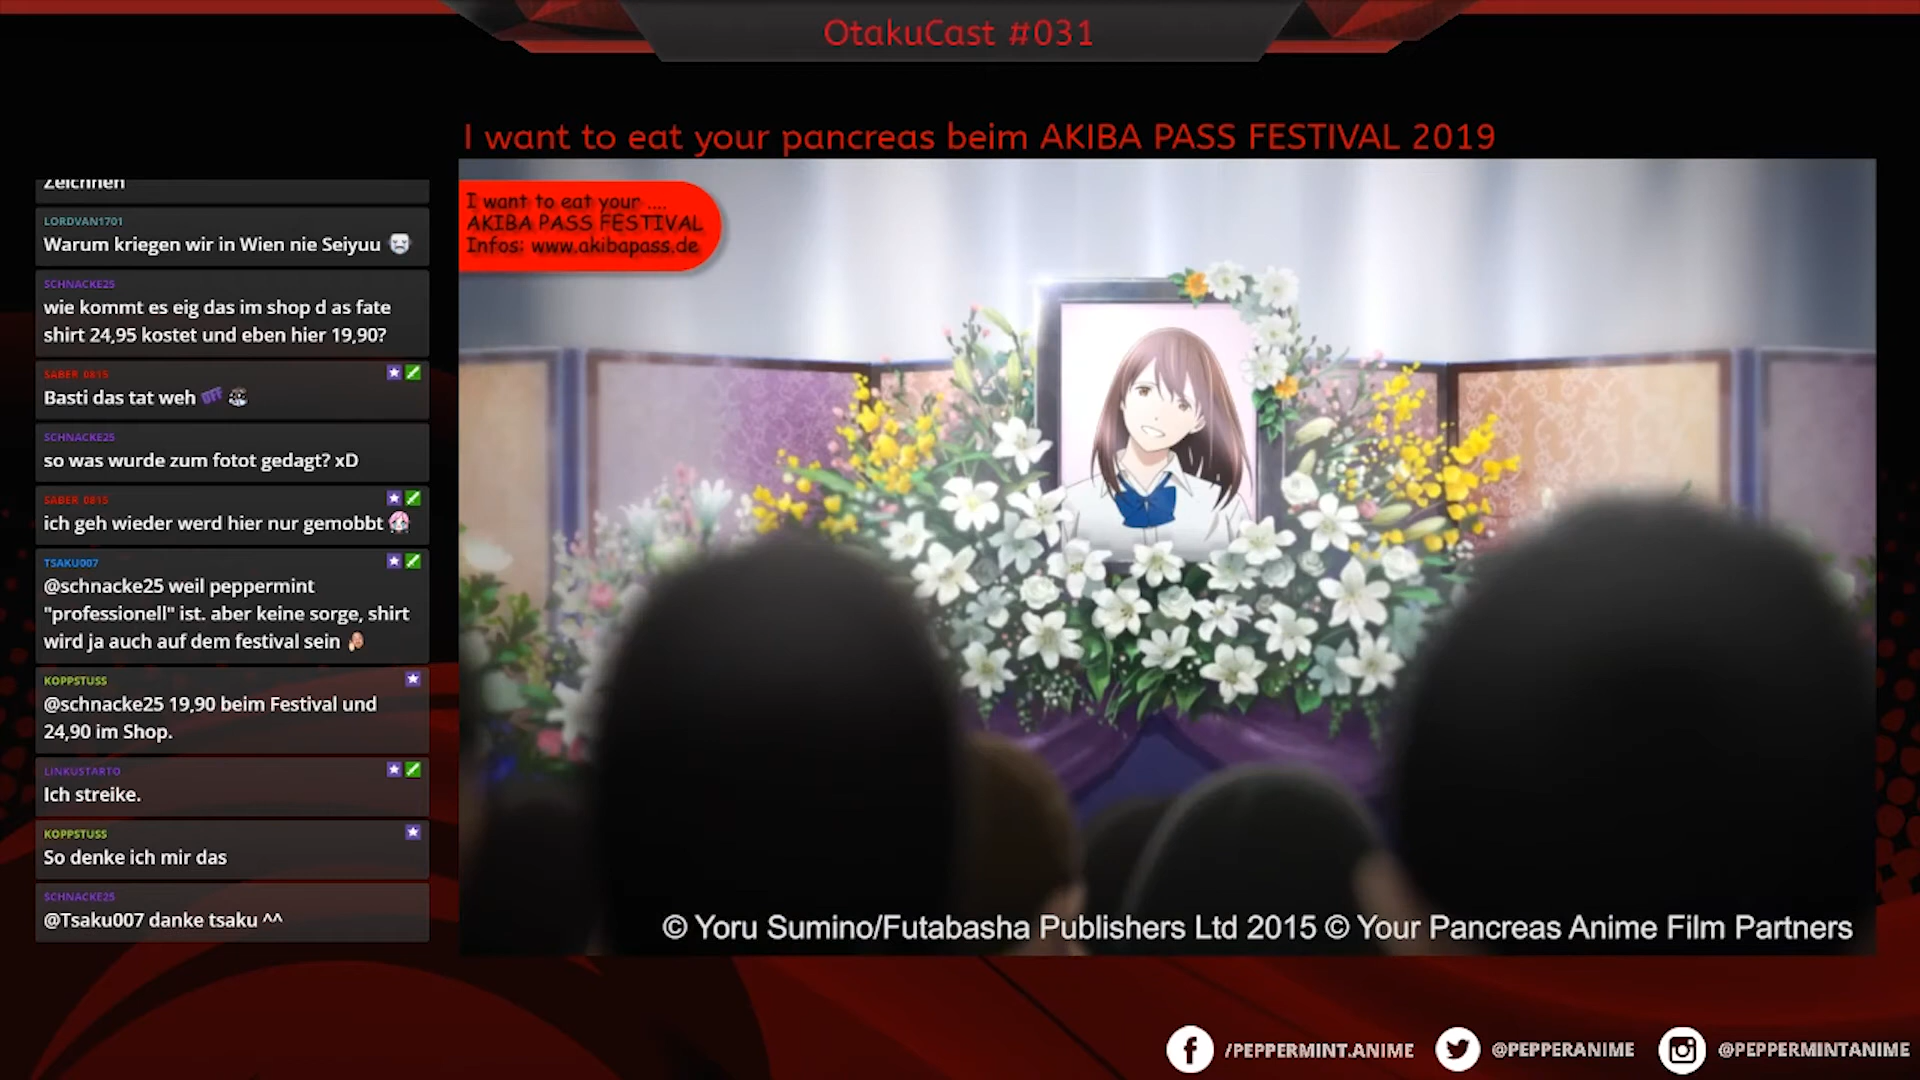 OtakuCast #031
I want to eat your pancreas beim AKIBA PASS FESTIVAL 2019
I want to eat your ....
AKIBA PASS FESTIVAL
Infos: www.akibapass.de
Zeichnen
LORDVAN1701
Warum kriegen wir in Wien nie Seiyuu
SCHNACKE25
wie kommt es eig das im shop d as fate
shirt 24,95 kostet und eben hier 19,90?
SABER_0815
Basti das tat weh OFF
SCHNACKE25
so was wurde zum fotot gedagt? xD
SABER_0815
ich geh wieder werd hier nur gemobbt
TSAKU007
@schnacke25 weil peppermint
"professionell" ist. aber keine sorge, shirt
wird ja auch auf dem festival sein
KOPPSTUSS
@schnacke25 19,90 beim Festival und
24,90 im Shop.
LINKUSTARTO
Ich streike.
KOPPSTUSS
So denke ich mir das
SCHNACKE25
@Tsaku007 danke tsaku ^^
© Yoru Sumino/Futabasha Publishers Ltd 2015 © Your Pancreas Anime Film Partners
/PEPPERMINT.ANIME
@PEPPERANIME
@PEPPERMINTANIME